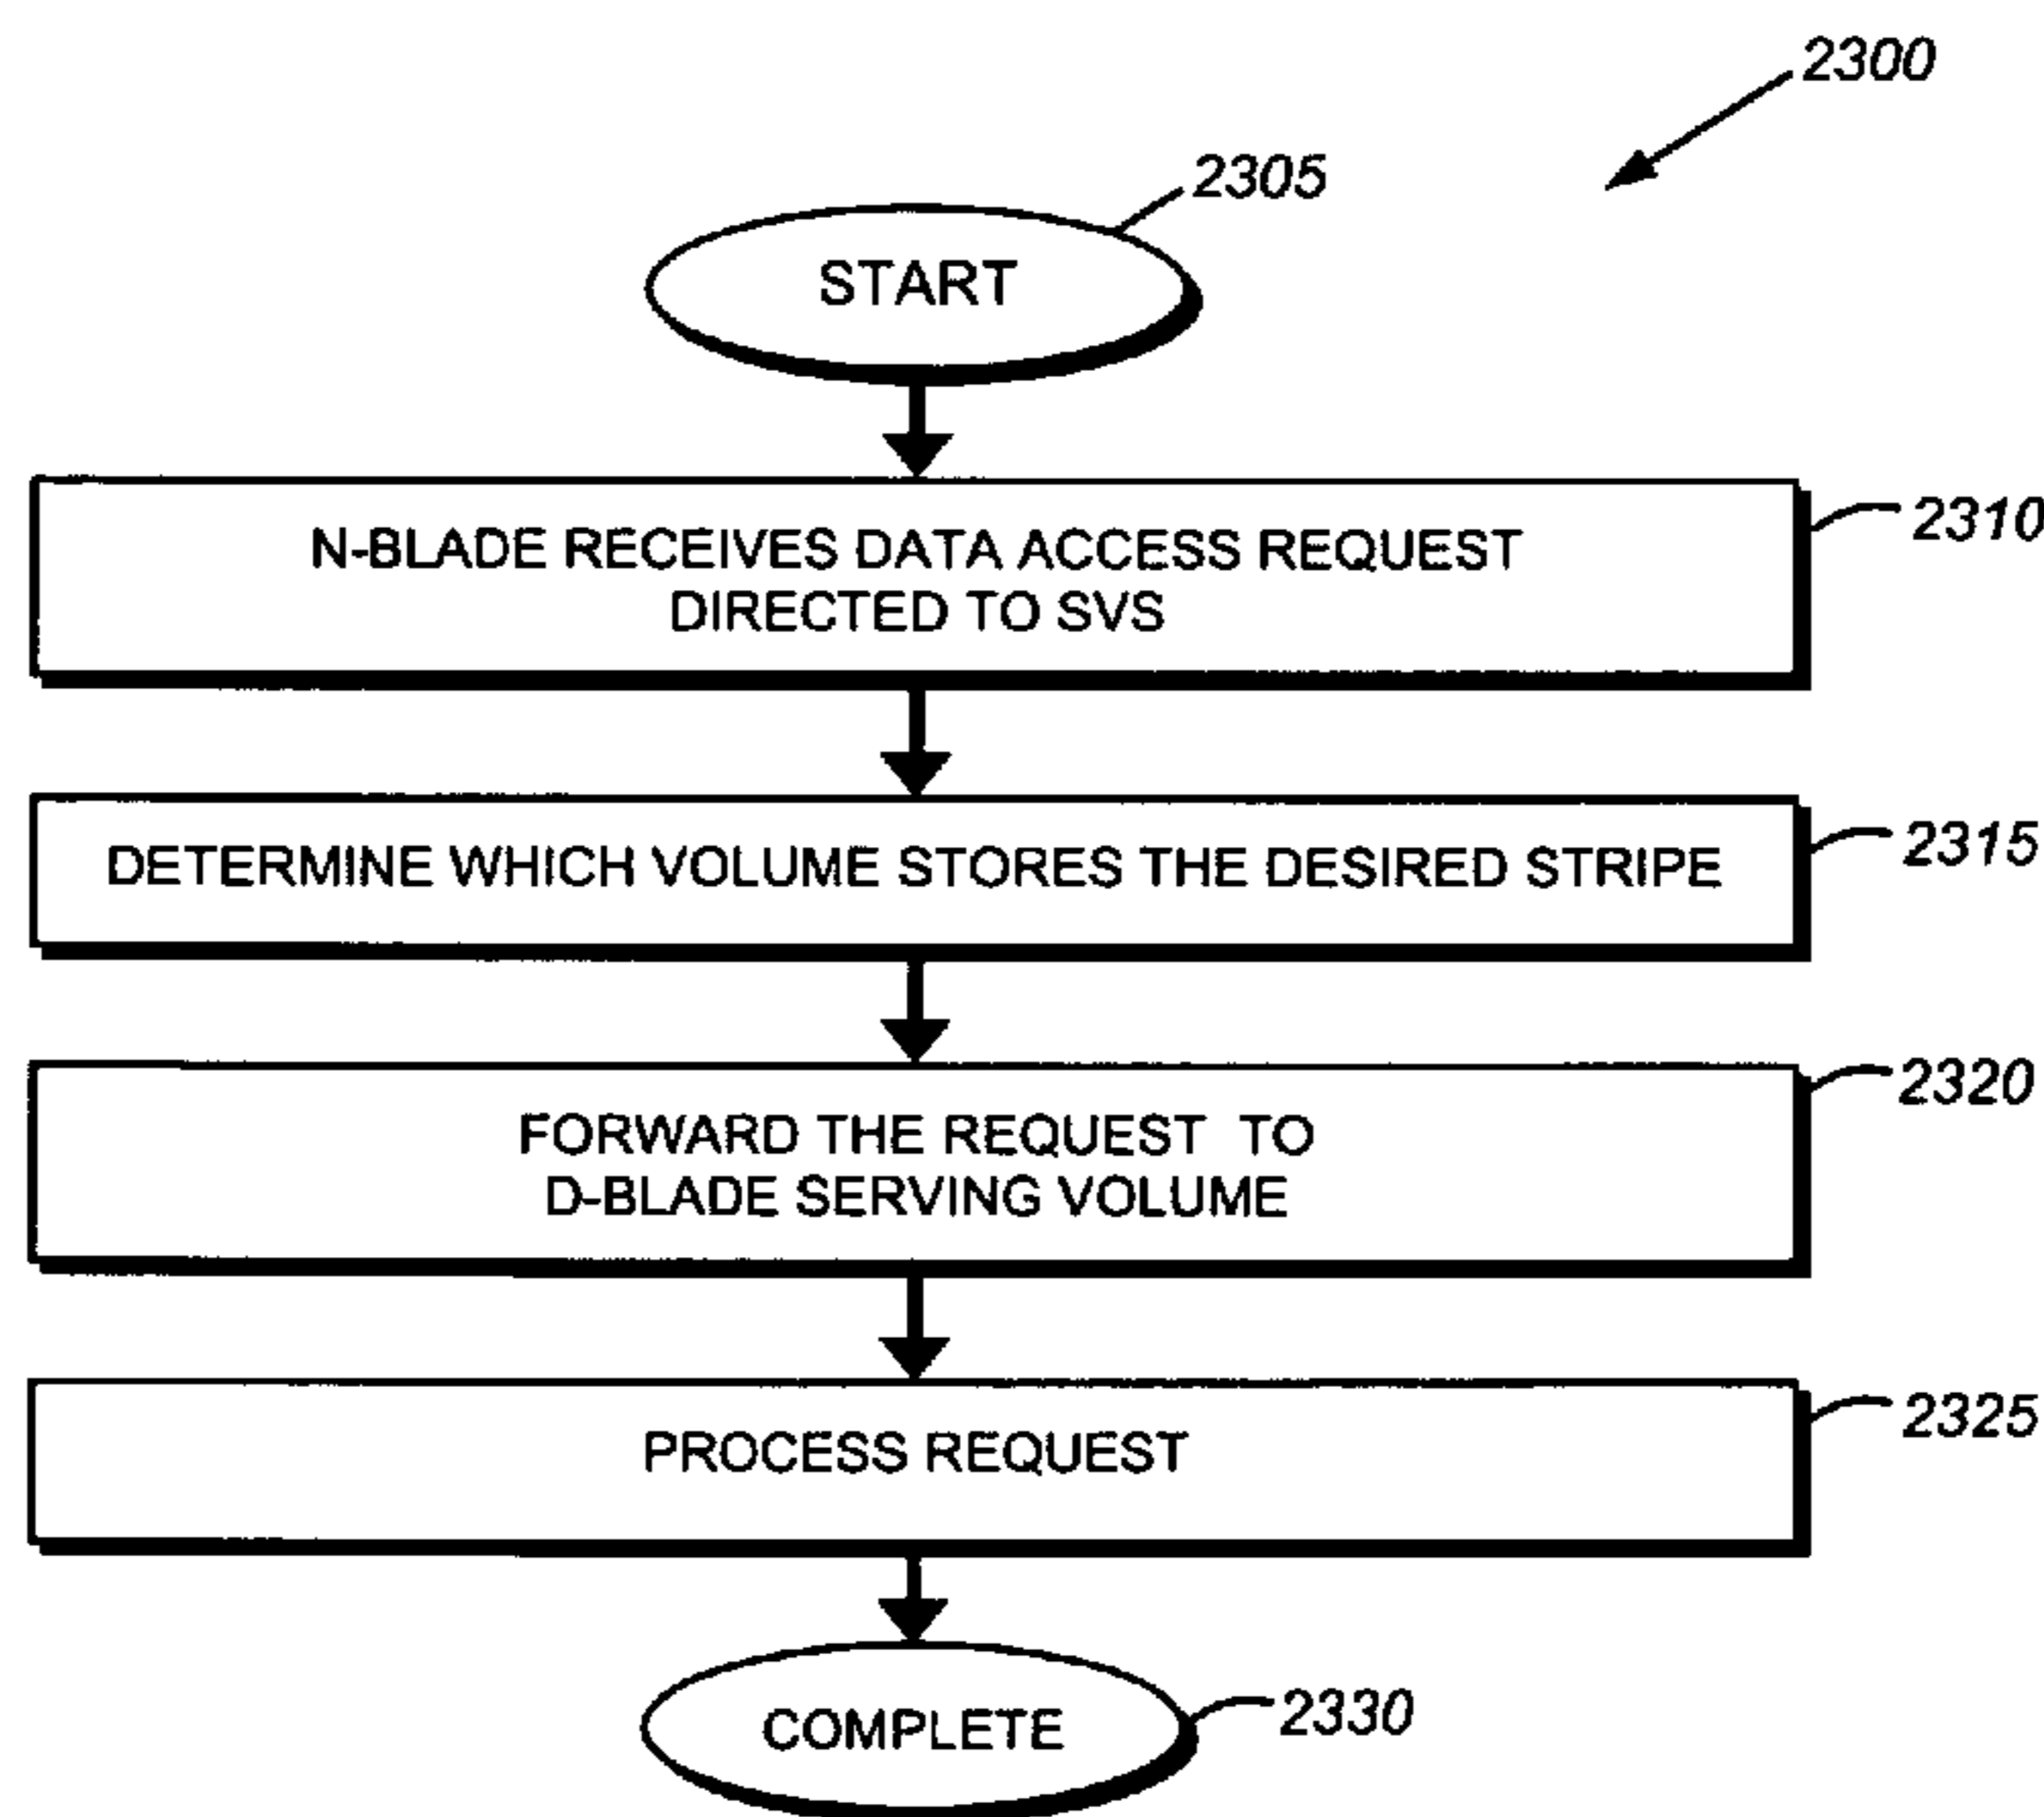 2300
2305
START
N-BLADE RECEIVES DATA ACCESS REQUEST
DIRECTED TO SVS
2310
DETERMINE WHICH VOLUME STORES THE DESIRED STRIPE
2315
FORWARD THE REQUEST TO
D-BLADE SERVING VOLUME
2320
PROCESS REQUEST
2325
COMPLETE
2330